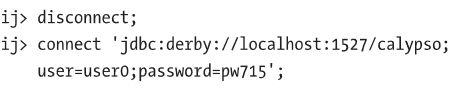 ij> disconnect;
ij> connect 'jdbc:derby://localhost:1527/calypso;
user=user0;password=pw715';